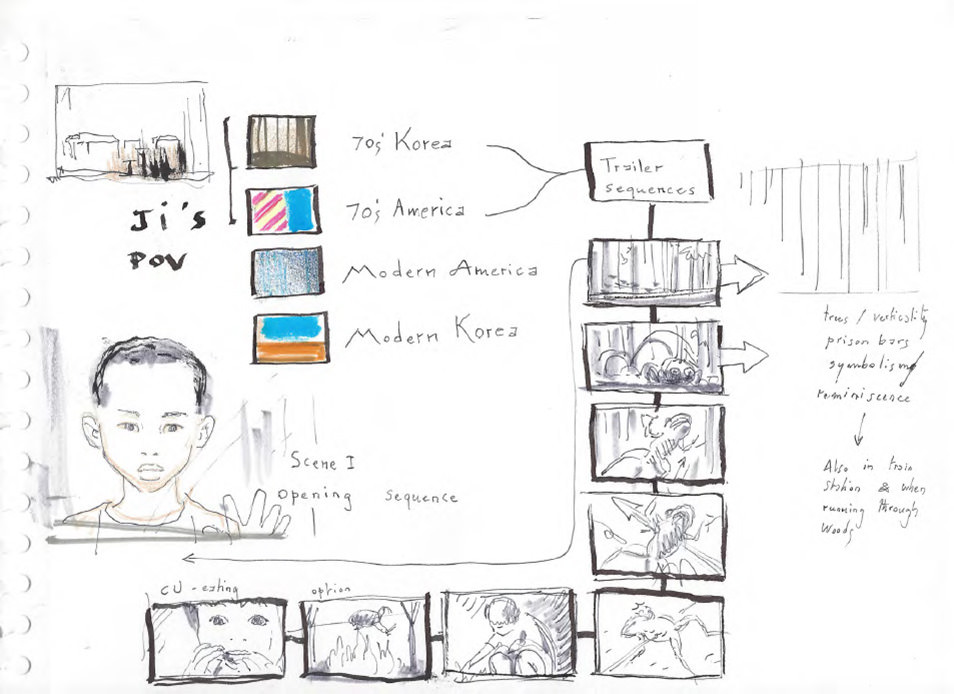 70's Korea
70's America
Modern America
Modern Korea
Ji's
POV
Trailer
sequences
trees / verticality
prison bars
symbolism
reminiscence
Also in train
station & when
running through
woods
Scene I
opening sequence
CU - eating
option